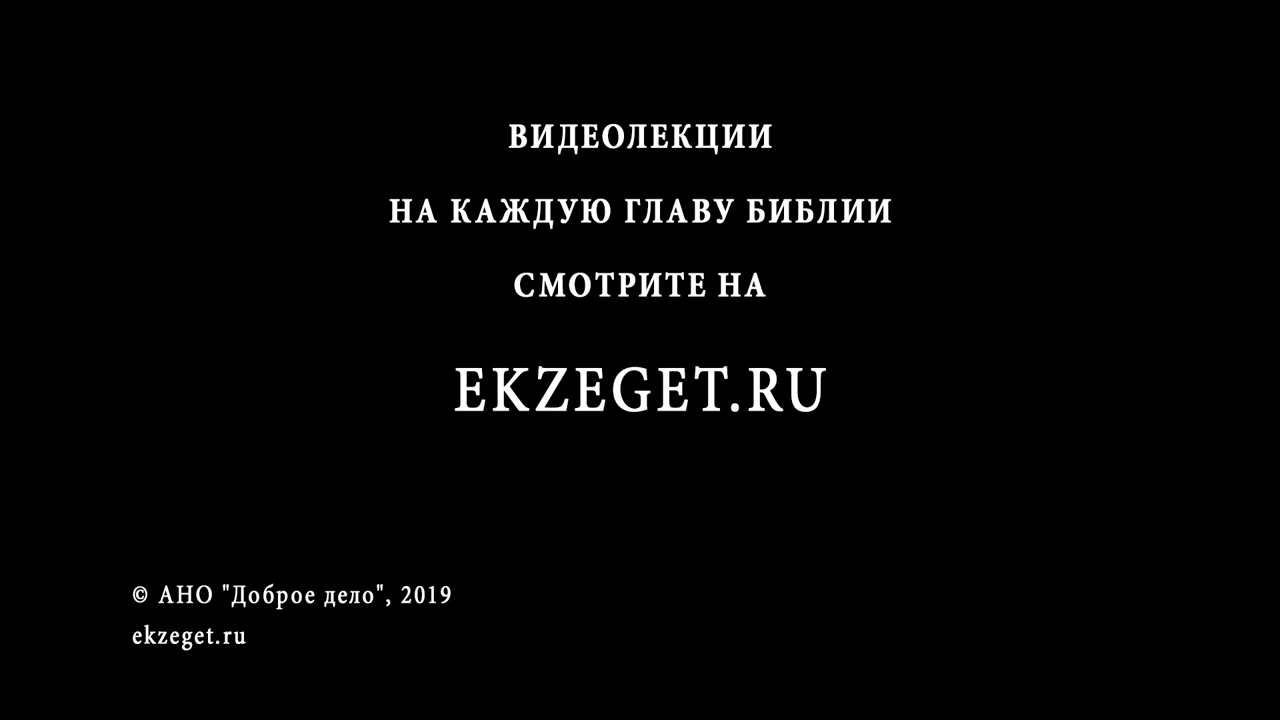 ВИДЕОЛЕКЦИИ
НА КАЖДУЮ ГЛАВУ БИБЛИИ
СМОТРИТЕ НА
EKZEGET.RU
© АНО "Доброе дело", 2019
ekzeget.ru